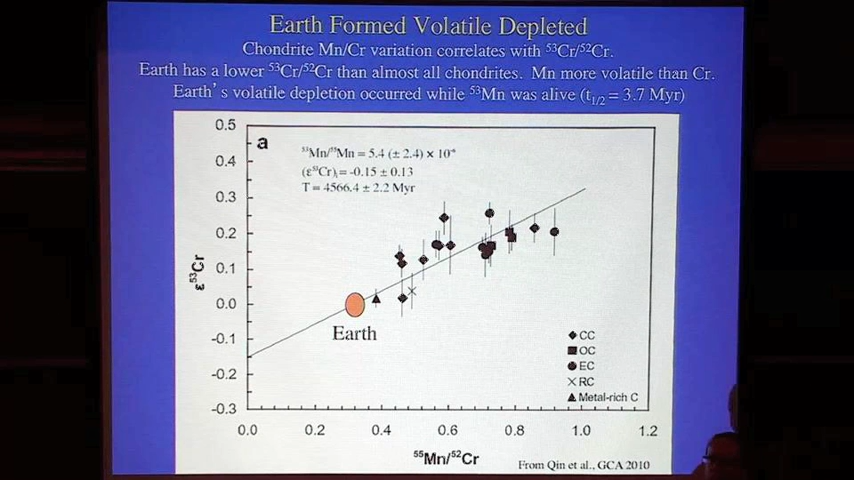 Earth Formed Volatile Depleted
Chondrite Mn/Cr variation correlates with ⁵³Cr/⁵²Cr.
Earth has a lower ⁵³Cr/⁵²Cr than almost all chondrites. Mn more volatile than Cr.
Earth's volatile depletion occurred while ⁵³Mn was alive (t₁/₂ = 3.7 Myr)
a
⁵³Mn/⁵⁵Mn = 5.4 (± 2.4) × 10⁻⁶
(ε⁵³Cr)ᵢ = -0.15 ± 0.13
T = 4566.4 ± 2.2 Myr
0.5
0.4
0.3
0.2
0.1
0.0
-0.1
-0.2
-0.3
ε⁵³Cr
Earth
CC
OC
EC
RC
Metal-rich C
0.0 0.2 0.4 0.6 0.8 1.0 1.2
⁵⁵Mn/⁵²Cr
From Qin et al., GCA 2010